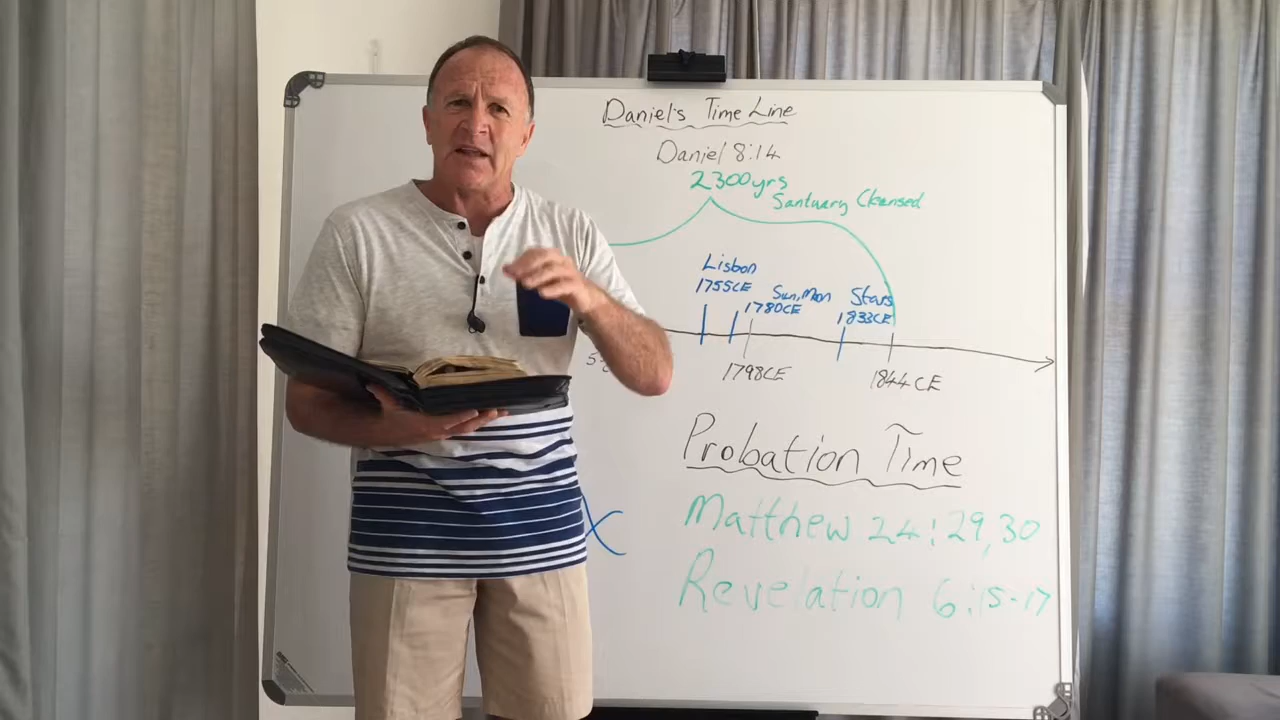 Daniel's Time Line
Daniel 8:14
2300yrs
Santuary Cleansed
Lisbon
1755CE
Sun, Mon
1780CE
Stars
1833CE
1798CE
1844CE
Probation Time
Matthew 24:29,30
Revelation 6:15-17